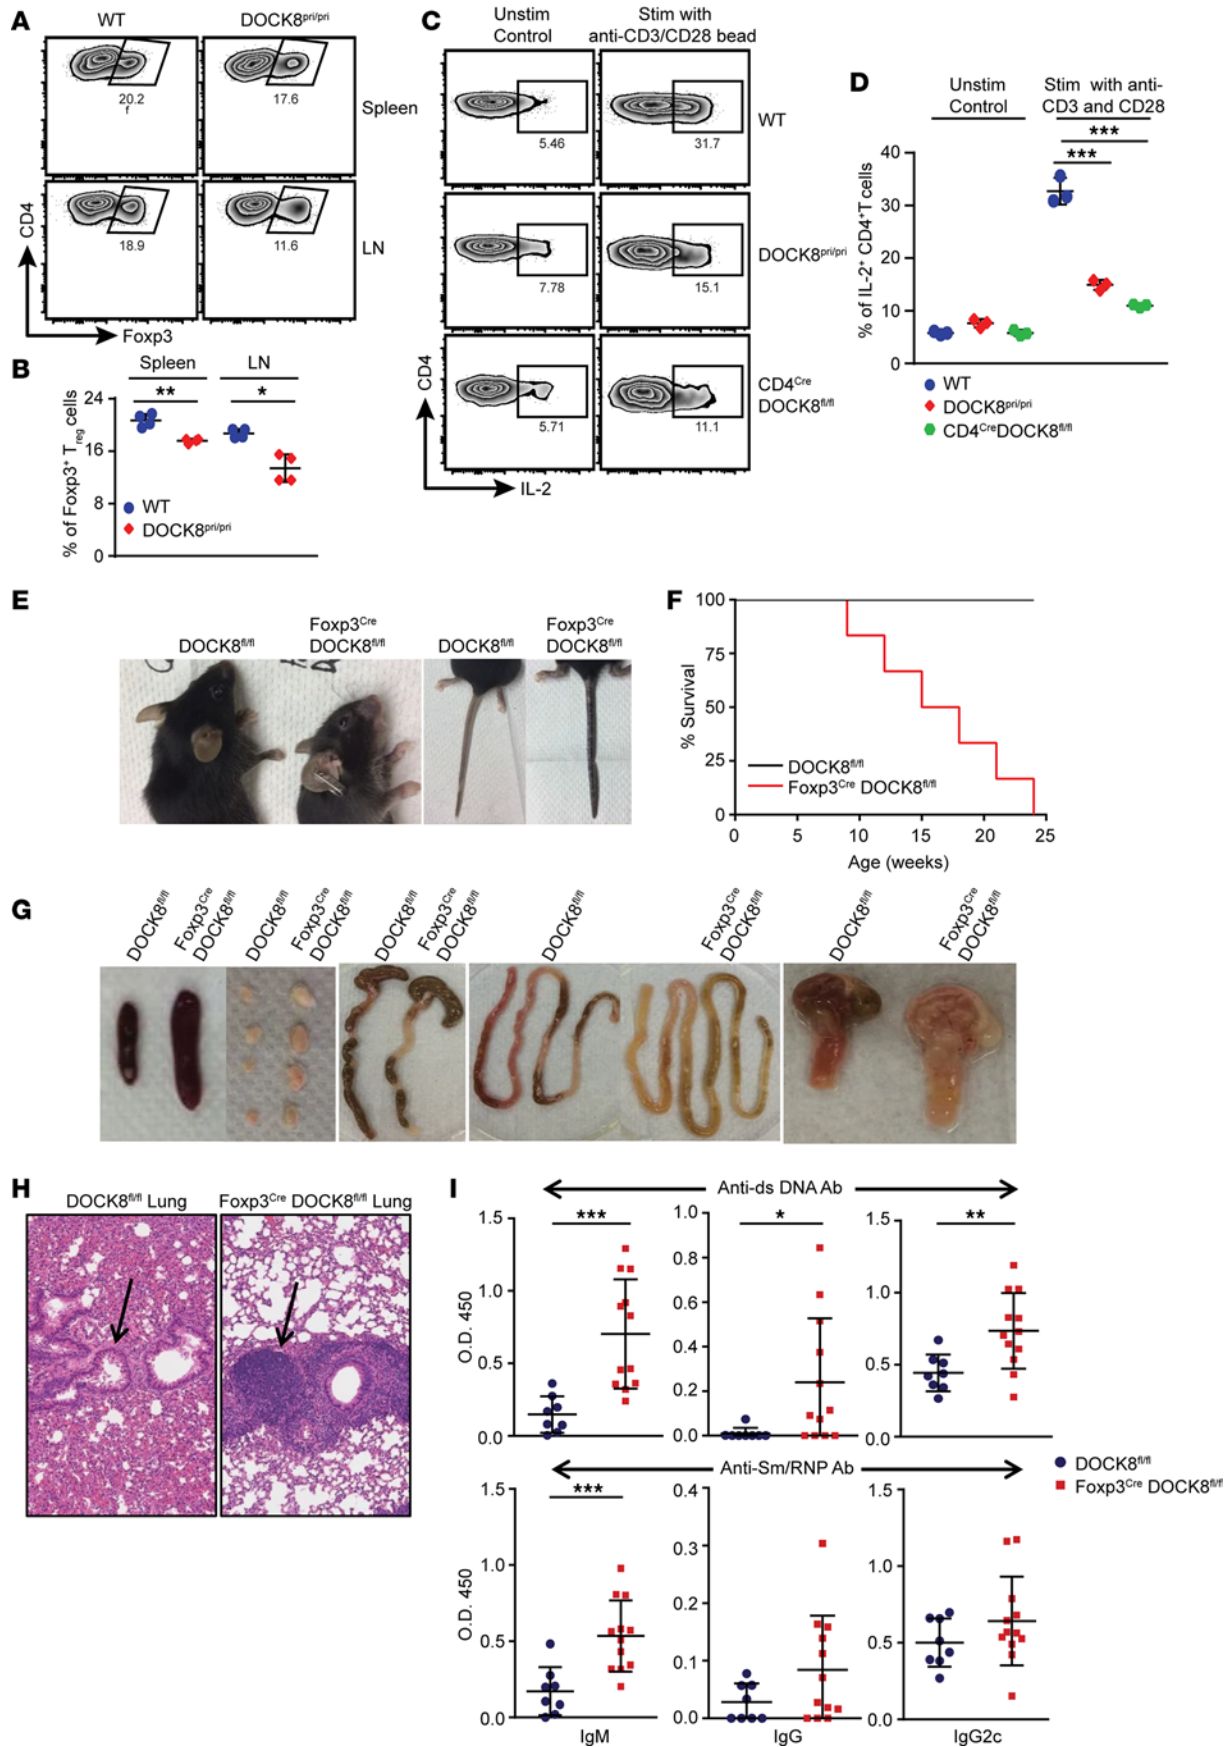 A
WT
DOCK8pri/pri
20.2
f
17.6
Spleen
18.9
11.6
LN
CD4
Foxp3
B
Spleen
LN
**
*
% of Foxp3+ Treg cells
24
16
8
0
WT
DOCK8pri/pri
C
Unstim
Control
Stim with
anti-CD3/CD28 bead
5.46
31.7
WT
7.78
15.1
DOCK8pri/pri
5.71
11.1
CD4Cre
DOCK8fl/fl
CD4
IL-2
D
Unstim
Control
Stim with anti-
CD3 and CD28
***
***
% of IL-2+ CD4+T cells
40
30
20
10
0
WT
DOCK8pri/pri
CD4CreDOCK8fl/fl
E
DOCK8fl/fl
Foxp3Cre
DOCK8fl/fl
DOCK8fl/fl
Foxp3Cre
DOCK8fl/fl
F
% Survival
100
75
50
25
0
DOCK8fl/fl
Foxp3Cre DOCK8fl/fl
0 5 10 15 20 25
Age (weeks)
G
DOCK8fl/fl
Foxp3Cre
DOCK8fl/fl
DOCK8fl/fl
Foxp3Cre
DOCK8fl/fl
DOCK8fl/fl
Foxp3Cre
DOCK8fl/fl
DOCK8fl/fl
Foxp3Cre
DOCK8fl/fl
DOCK8fl/fl
Foxp3Cre
DOCK8fl/fl
H
DOCK8fl/fl Lung
Foxp3Cre DOCK8fl/fl Lung
I
Anti-ds DNA Ab
O.D. 450
1.5
1.0
0.5
0.0
***
1.0
0.8
0.6
0.4
0.2
0.0
*
1.5
1.0
0.5
0.0
**
DOCK8fl/fl
Foxp3Cre DOCK8fl/fl
Anti-Sm/RNP Ab
O.D. 450
1.5
1.0
0.5
0.0
***
0.4
0.3
0.2
0.1
0.0
1.5
1.0
0.5
0.0
IgM
IgG
IgG2c